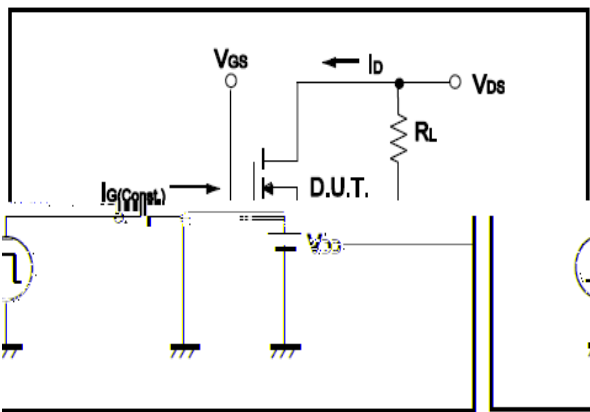 VGS
ID
VDS
RL
IG(Const.)
D.U.T.
VDD